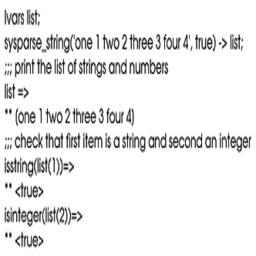 lvars list;
sysparse_string('one 1 two 2 three 3 four 4', true) -> list;
;;; print the list of strings and numbers
list =>
** (one 1 two 2 three 3 four 4)
;;; check that first item is a string and second an integer
isstring(list(1))=>
** <true>
isinteger(list(2))=>
** <true>